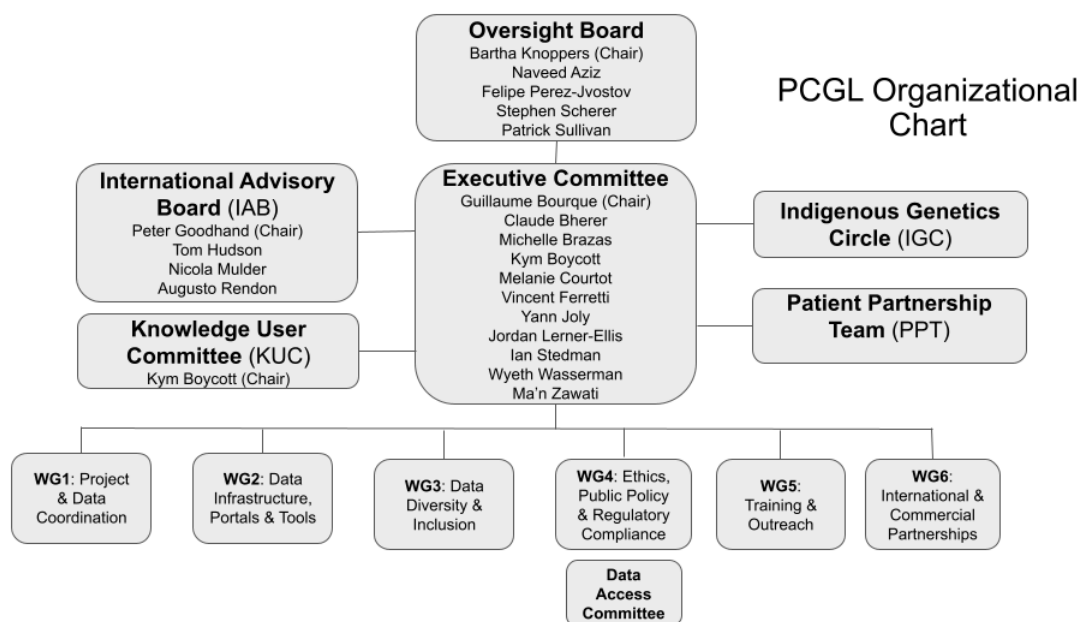 Oversight Board
Bartha Knoppers (Chair)
Naveed Aziz
Felipe Perez-Jvostov
Stephen Scherer
Patrick Sullivan
PCGL Organizational
Chart
International Advisory
Board (IAB)
Peter Goodhand (Chair)
Tom Hudson
Nicola Mulder
Augusto Rendon
Executive Committee
Guillaume Bourque (Chair)
Claude Bherer
Michelle Brazas
Kym Boycott
Melanie Courtot
Vincent Ferretti
Yann Joly
Jordan Lerner-Ellis
Ian Stedman
Wyeth Wasserman
Ma'n Zawati
Indigenous Genetics
Circle (IGC)
Knowledge User
Committee (KUC)
Kym Boycott (Chair)
Patient Partnership
Team (PPT)
WG1: Project
& Data
Coordination
WG2: Data
Infrastructure,
Portals & Tools
WG3: Data
Diversity &
Inclusion
WG4: Ethics,
Public Policy
& Regulatory
Compliance
WG5:
Training &
Outreach
WG6:
International &
Commercial
Partnerships
Data
Access
Committee